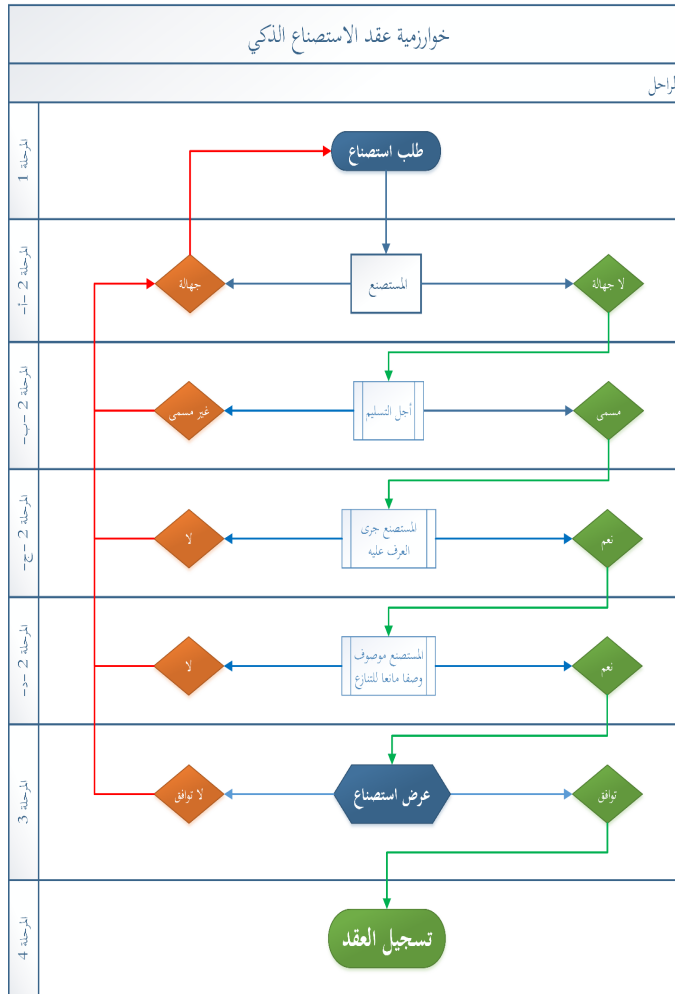 خوارزمية عقد الاستصناع الذكي
المراحل
المرحلة 1
طلب استصناع
المرحلة 2 -أ-
لا جهالة
المستصنع
جهالة
المرحلة 2 -ب-
مسمى
أجل التسليم
غير مسمى
المرحلة 2 -ج-
نعم
المستصنع جرى
العرف عليه
لا
المرحلة 2 -د-
نعم
المستصنع موصوف
وصفا مانعا للتنازع
لا
المرحلة 3
توافق
عرض استصناع
لا توافق
المرحلة 4
تسجيل العقد